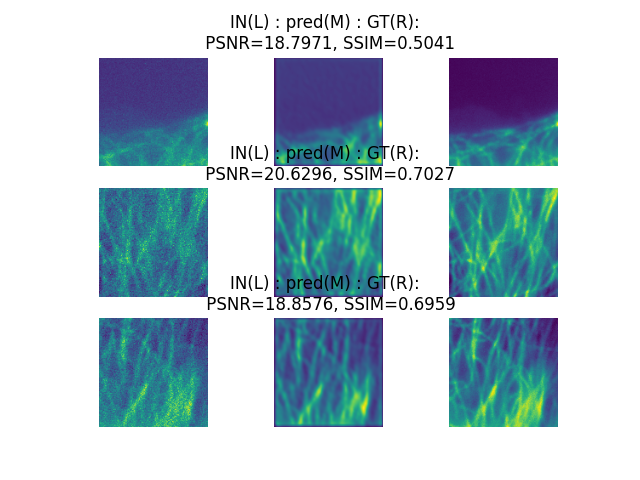 IN(L) : pred(M) : GT(R):
PSNR=18.7971, SSIM=0.5041
IN(L) : pred(M) : GT(R):
PSNR=20.6296, SSIM=0.7027
IN(L) : pred(M) : GT(R):
PSNR=18.8576, SSIM=0.6959